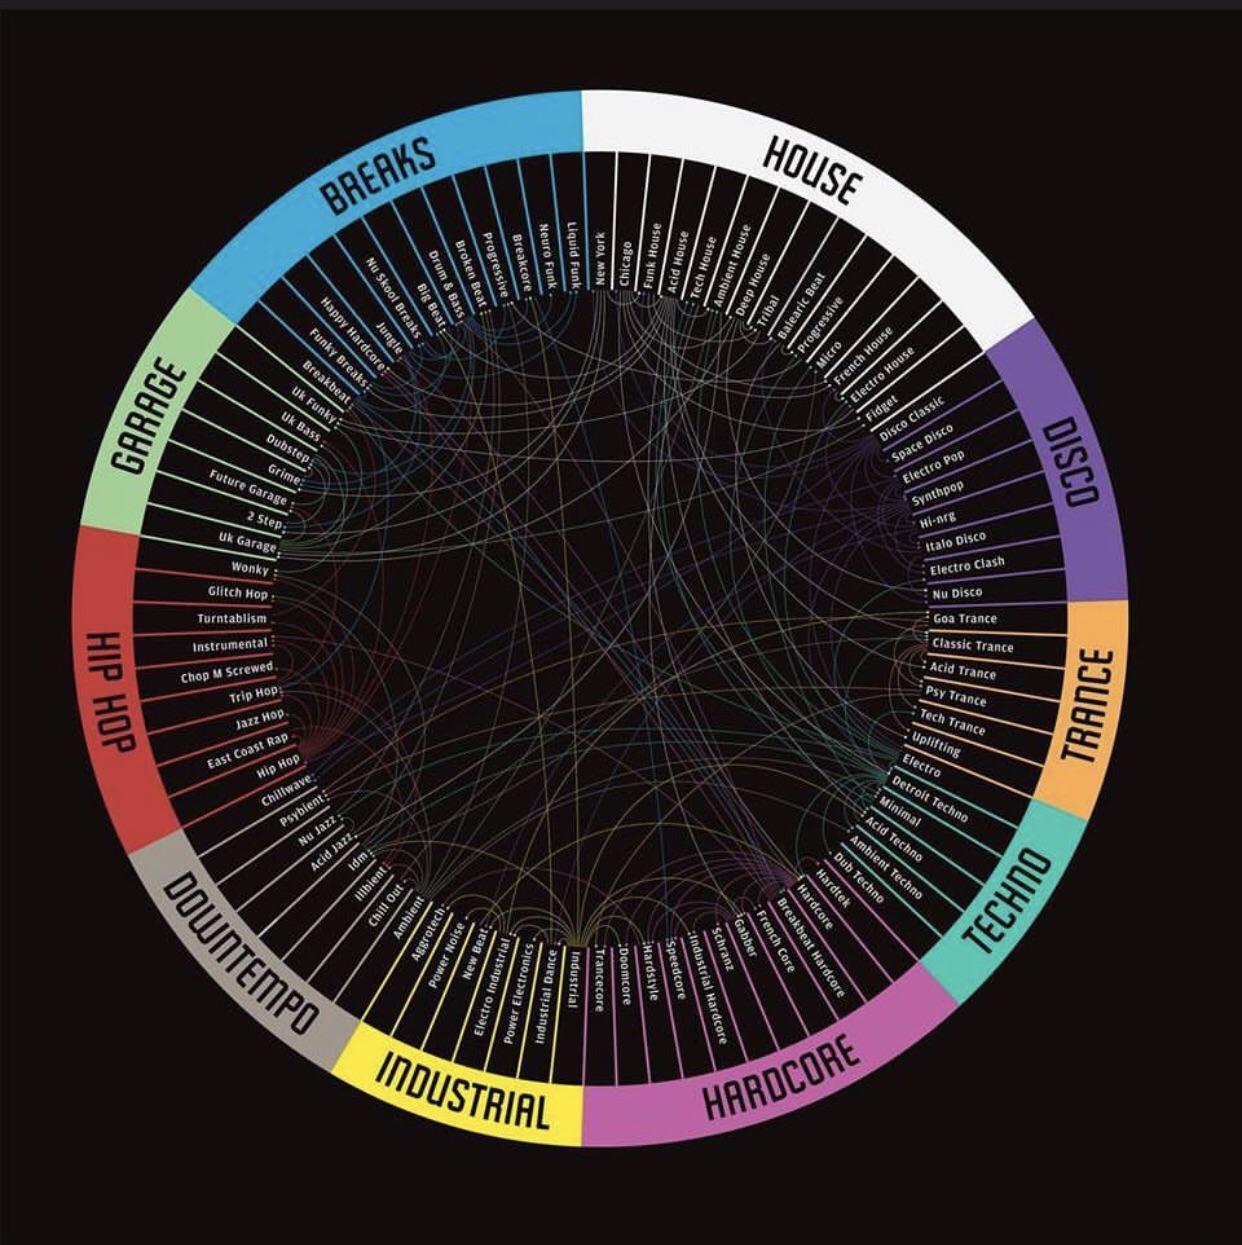 HOUSE
New York
Chicago
Funk House
Acid House
Tech House
Ambient House
Deep House
Tribal
Balearic Beat
Progressive
Micro
French House
Electro House
Fidget
DISCO
Disco Classic
Space Disco
Electro Pop
Synthpop
Hi-nrg
Italo Disco
Electro Clash
Nu Disco
TRANCE
Goa Trance
Classic Trance
Acid Trance
Psy Trance
Tech Trance
Uplifting
TECHNO
Electro
Detroit Techno
Minimal
Acid Techno
Ambient Techno
Dub Techno
HARDCORE
Hardtek
Hardcore
Breakbeat Hardcore
French Core
Gabber
Schranz
Industrial Hardcore
Speedcore
Hardstyle
Doomcore
Trancecore
INDUSTRIAL
Industrial
Industrial Dance
Power Electronics
Electro Industrial
New Beat
Power Noise
Aggrotech
DOWNTEMPO
Ambient
Chill Out
Illbient
Idm
Acid Jazz
Nu Jazz
Psybient
Chillwave
HIP HOP
Hip Hop
East Coast Rap
Jazz Hop
Trip Hop
Chop M Screwed
Instrumental
Turntablism
Glitch Hop
Wonky
GARAGE
Uk Garage
2 Step
Future Garage
Grime
Dubstep
Uk Bass
Uk Funky
BREAKS
Breakbeat
Funky Breaks
Happy Hardcore
Jungle
Nu Skool Breaks
Big Beat
Drum & Bass
Broken Beat
Progressive
Breakcore
Neuro Funk
Liquid Funk